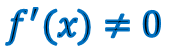 f′(x) ≠ 0